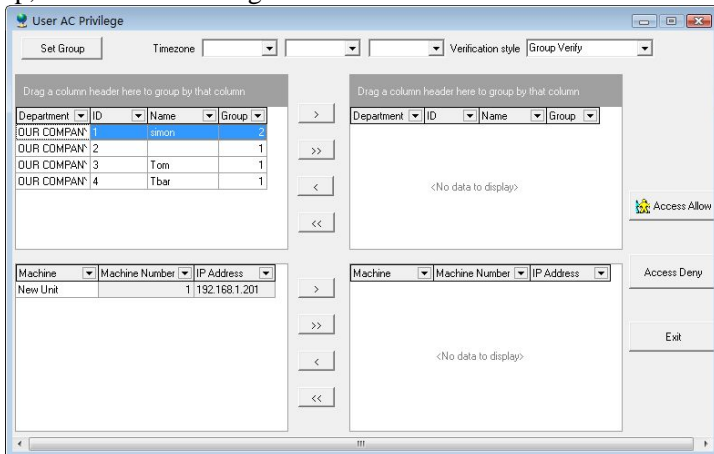 User AC Privilege
Set Group Timezone Verification style Group Verify
Drag a column header here to group by that column
Department ID Name Group
OUR COMPANY 1 simon 2
OUR COMPANY 2 1
OUR COMPANY 3 Tom 1
OUR COMPANY 4 Tbar 1
>
>>
<
<<
Drag a column header here to group by that column
Department ID Name Group
<No data to display>
Access Allow
Machine Machine Number IP Address
New Unit 1 192.168.1.201
>
>>
<
<<
Machine Machine Number IP Address
<No data to display>
Access Deny
Exit